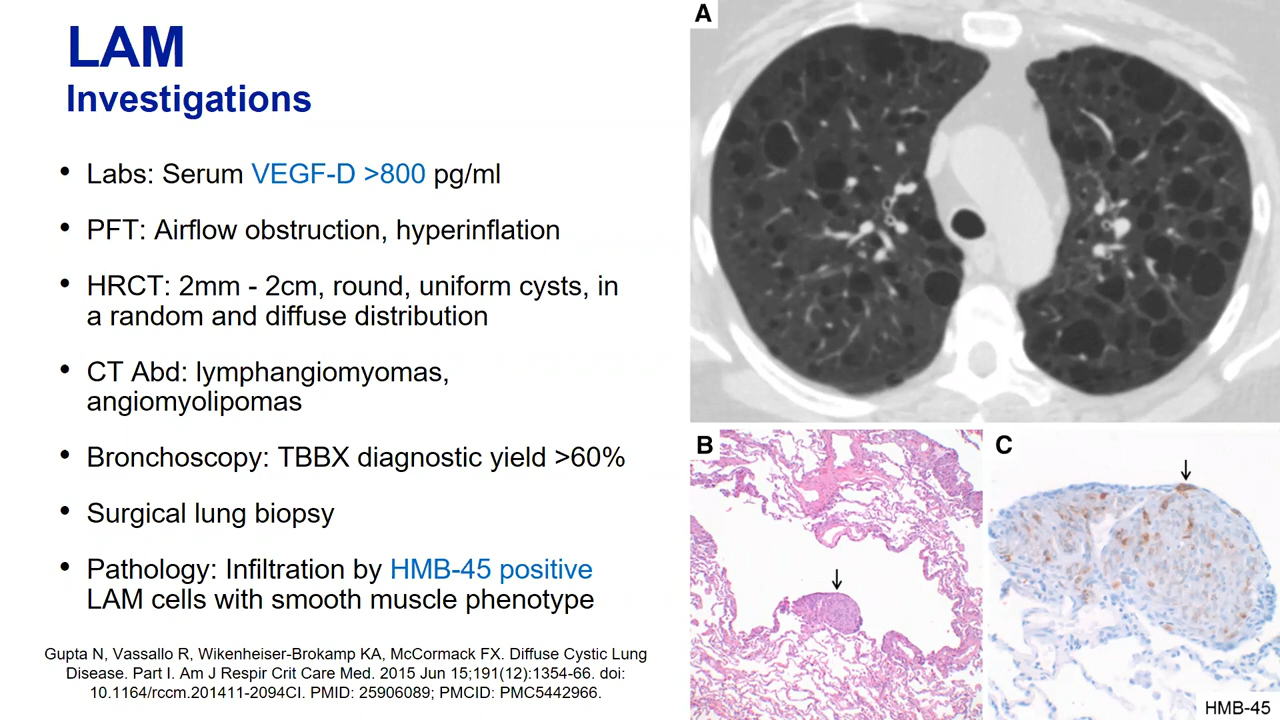 LAM
Investigations
• Labs: Serum VEGF-D >800 pg/ml
• PFT: Airflow obstruction, hyperinflation
• HRCT: 2mm - 2cm, round, uniform cysts, in
a random and diffuse distribution
• CT Abd: lymphangiomyomas,
angiomyolipomas
• Bronchoscopy: TBBX diagnostic yield >60%
• Surgical lung biopsy
• Pathology: Infiltration by HMB-45 positive
LAM cells with smooth muscle phenotype
Gupta N, Vassallo R, Wikenheiser-Brokamp KA, McCormack FX. Diffuse Cystic Lung
Disease. Part I. Am J Respir Crit Care Med. 2015 Jun 15;191(12):1354-66. doi:
10.1164/rccm.201411-2094CI. PMID: 25906089; PMCID: PMC5442966.
A
B
C
HMB-45